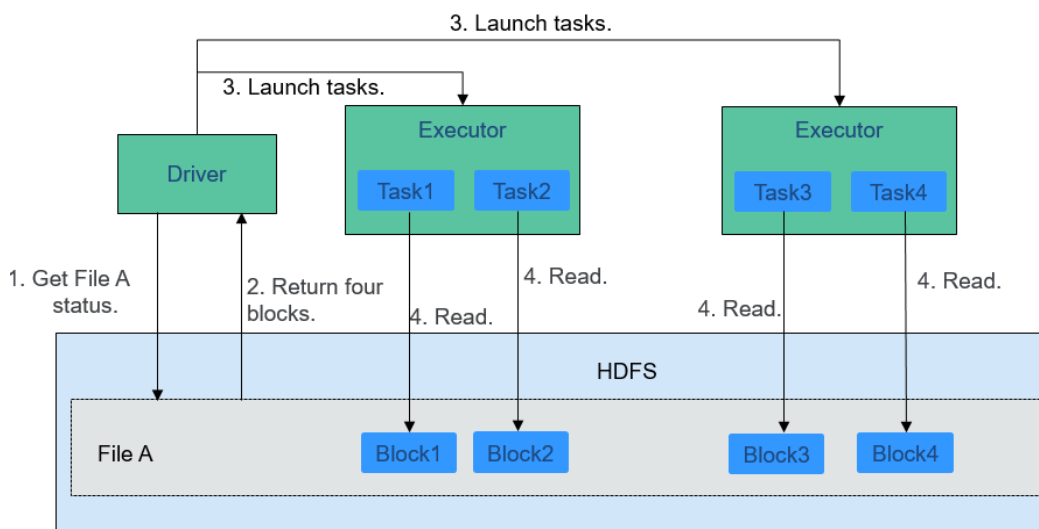 3. Launch tasks.
3. Launch tasks.
Executor
Executor
Driver
Task1
Task2
Task3
Task4
1. Get File A
status.
2. Return four
blocks.
4. Read.
4. Read.
4. Read.
4. Read.
HDFS
File A
Block1
Block2
Block3
Block4